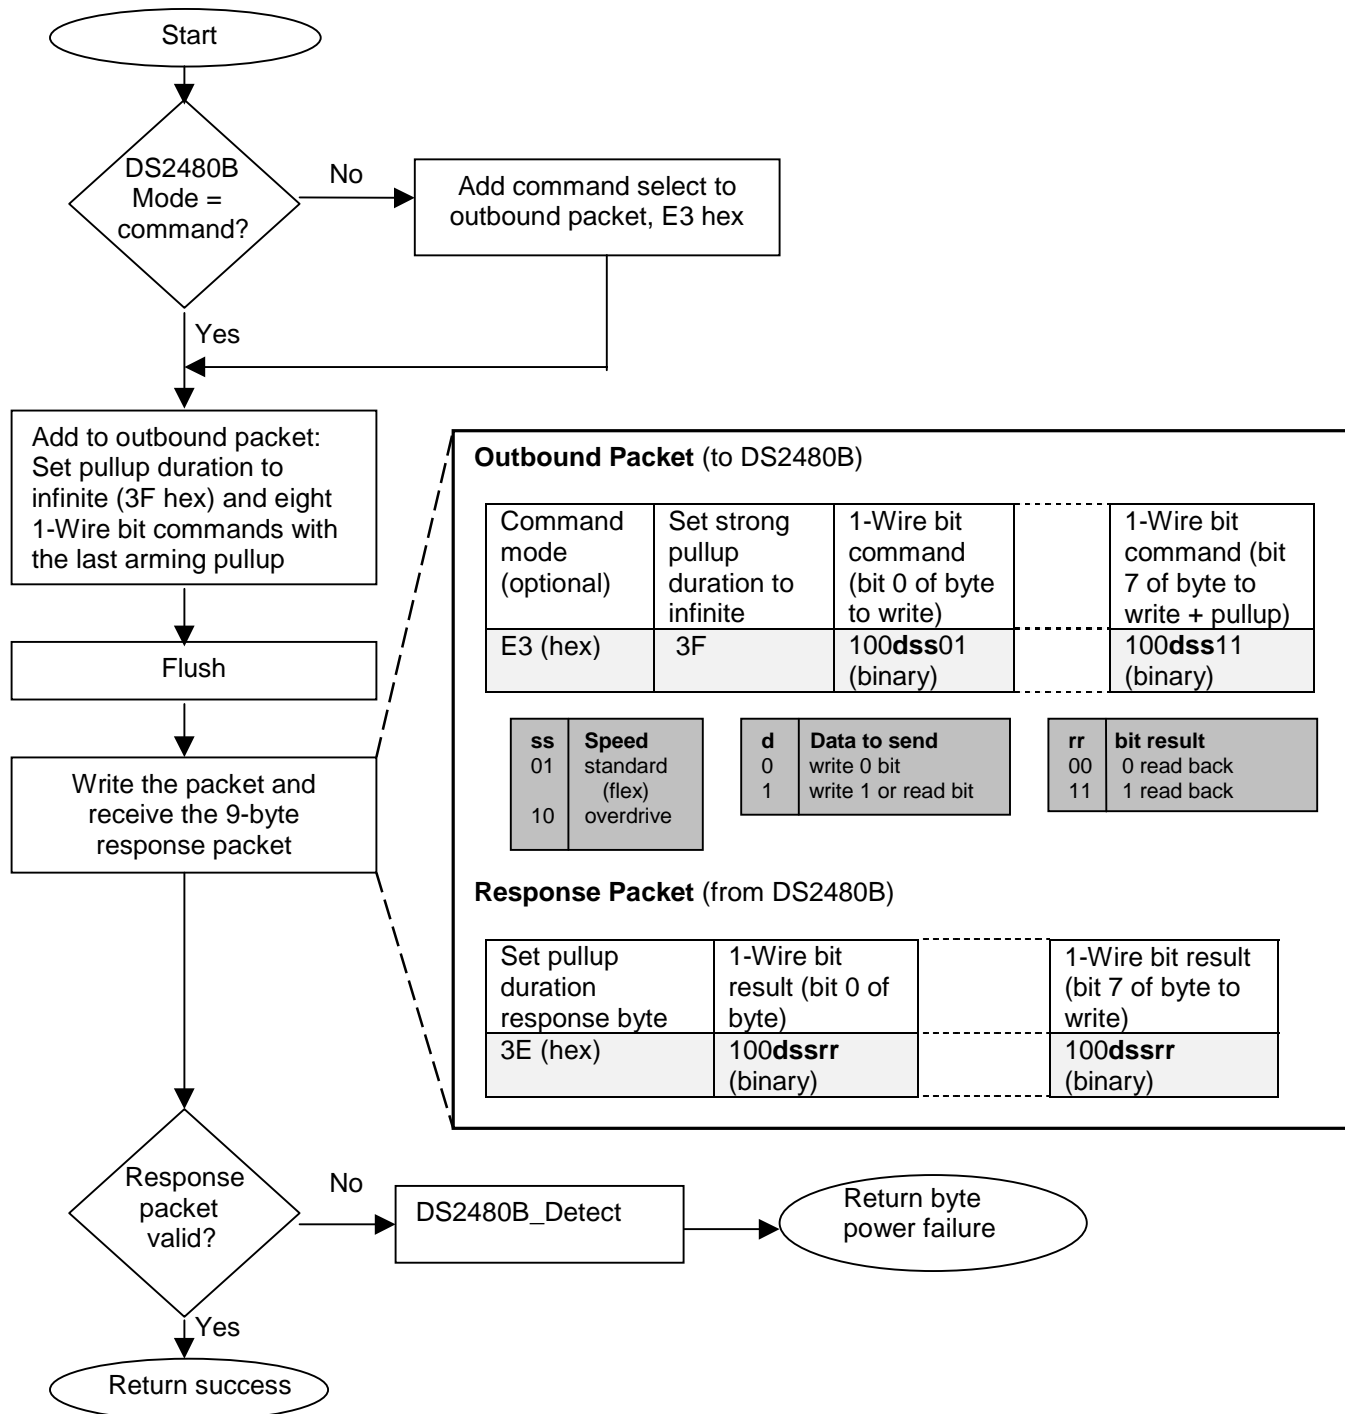 Start
DS2480B
Mode =
command?
No
Add command select to
outbound packet, E3 hex
Yes
Add to outbound packet:
Set pullup duration to
infinite (3F hex) and eight
1-Wire bit commands with
the last arming pullup
Flush
Write the packet and
receive the 9-byte
response packet
Outbound Packet (to DS2480B)
Command
mode
(optional)
Set strong
pullup
duration to
infinite
1-Wire bit
command
(bit 0 of byte
to write)
1-Wire bit
command (bit
7 of byte to
write + pullup)
E3 (hex)
3F
100dss01
(binary)
100dss11
(binary)
ss Speed
01 standard
(flex)
10 overdrive
d Data to send
0 write 0 bit
1 write 1 or read bit
rr bit result
00 0 read back
11 1 read back
Response Packet (from DS2480B)
Set pullup
duration
response byte
1-Wire bit
result (bit 0 of
byte)
1-Wire bit result
(bit 7 of byte to
write)
3E (hex)
100dssrr
(binary)
100dssrr
(binary)
Response
packet
valid?
No
DS2480B_Detect
Return byte
power failure
Yes
Return success